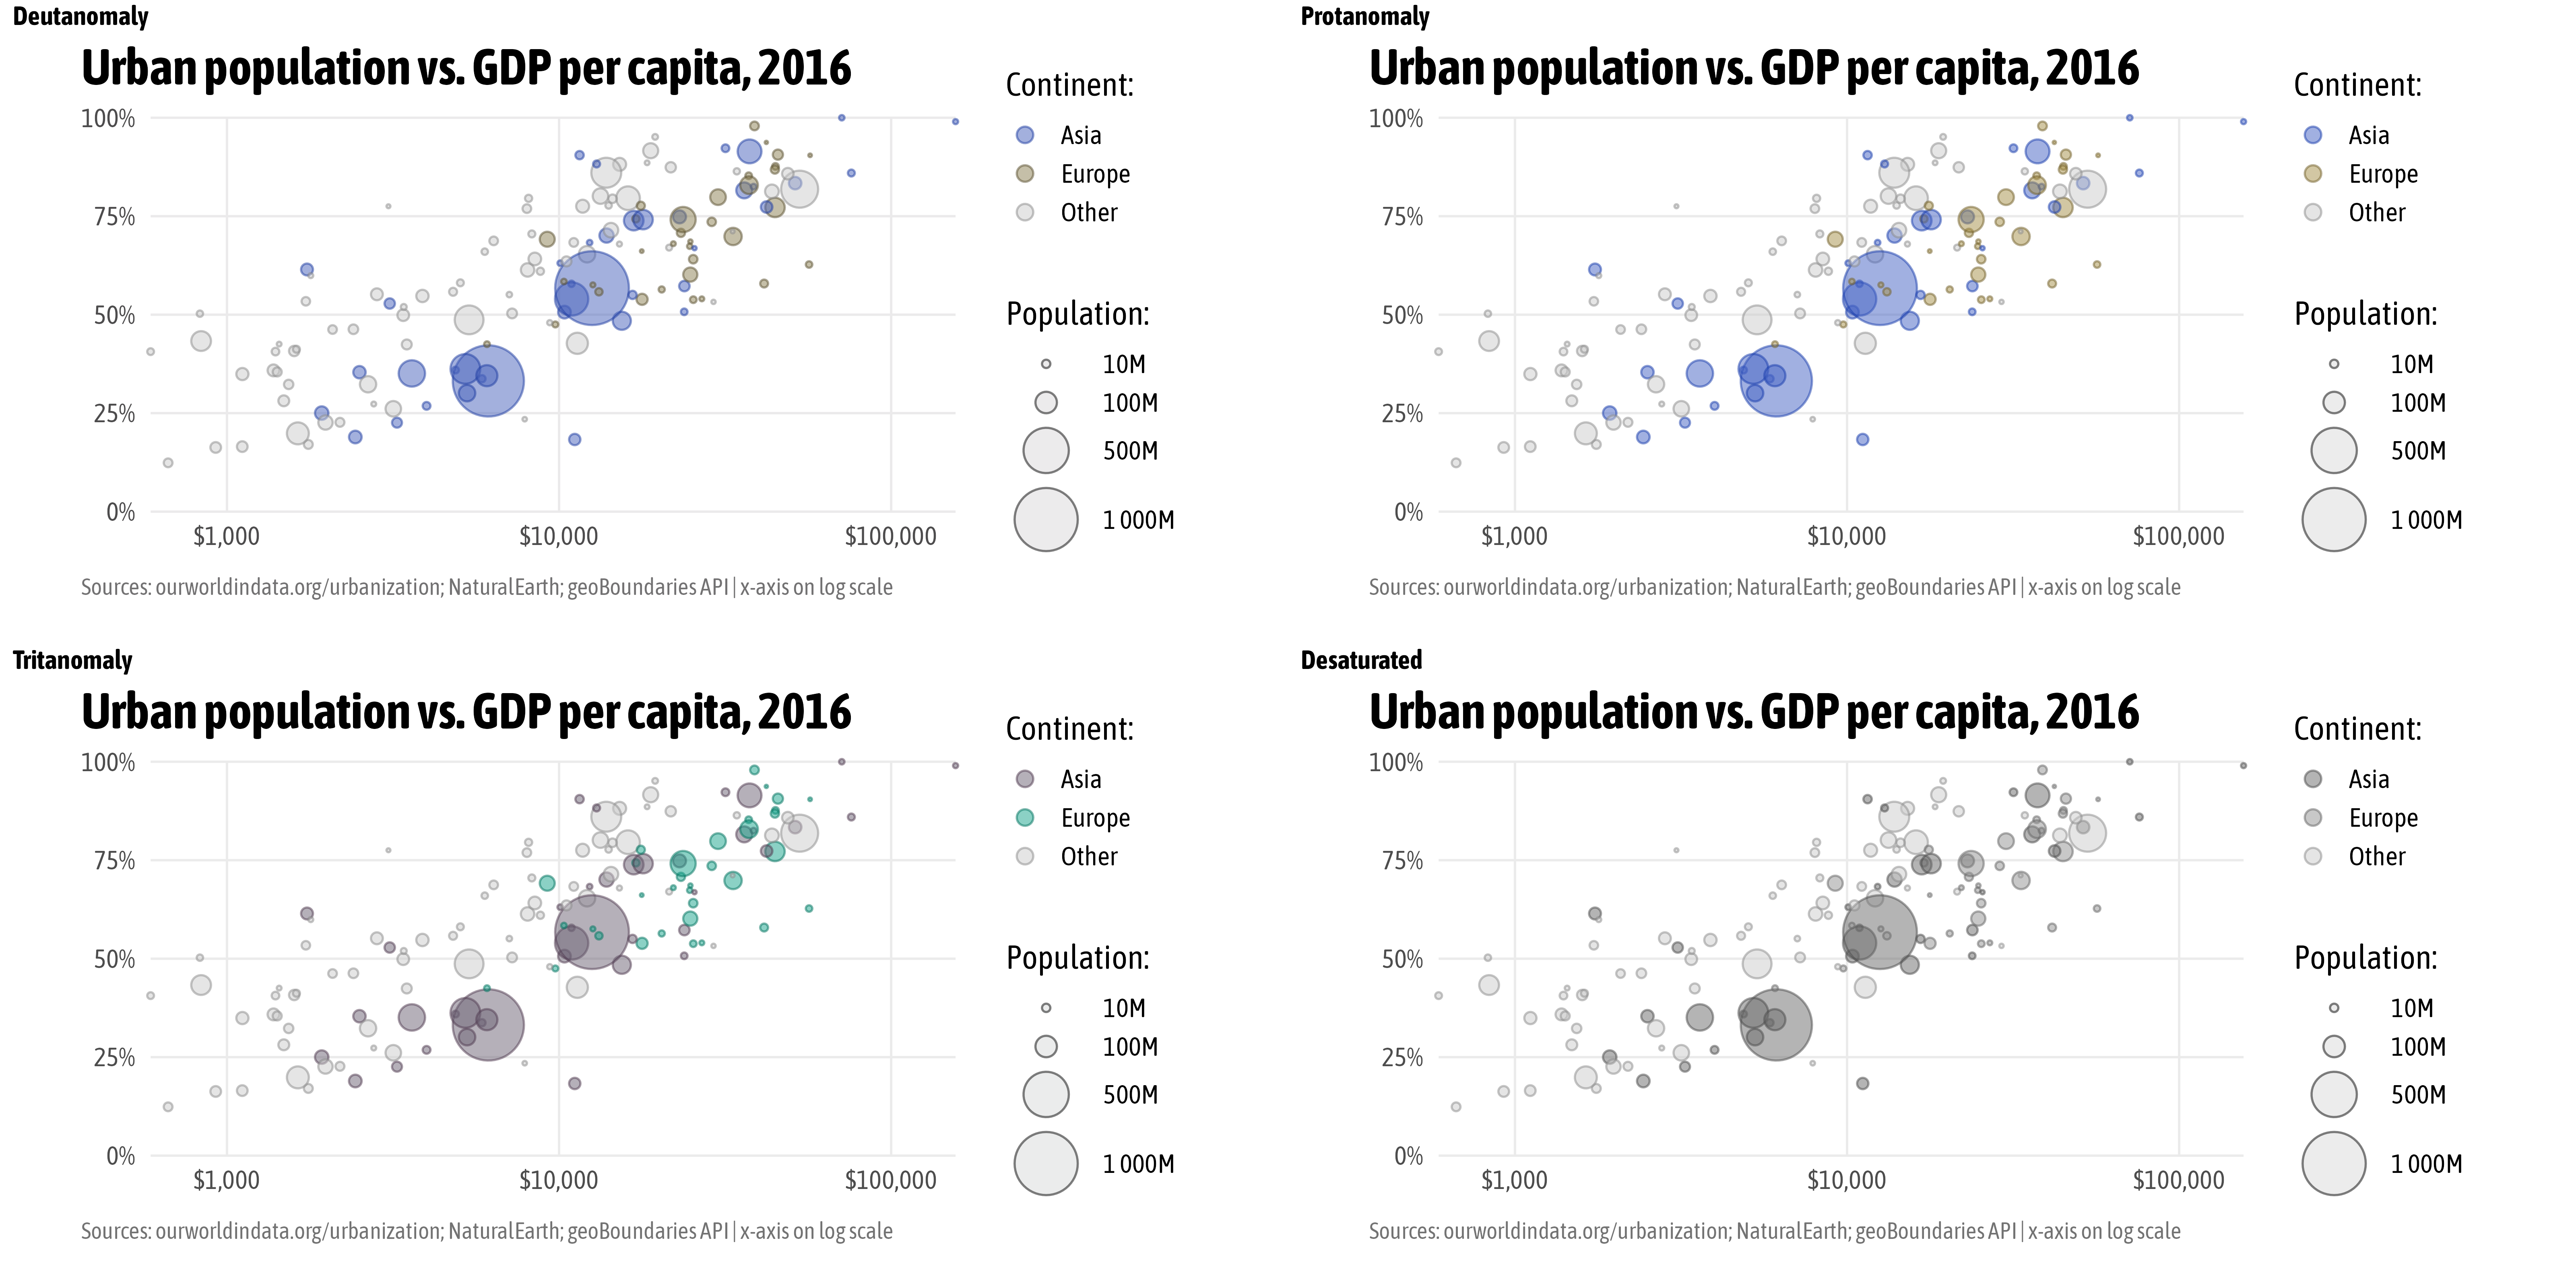 Deutanomaly
Urban population vs. GDP per capita, 2016
100%
75%
50%
25%
0%
$1,000 $10,000 $100,000
Continent:
Asia
Europe
Other
Population:
10M
100M
500M
1 000M
Sources: ourworldindata.org/urbanization; NaturalEarth; geoBoundaries API | x-axis on log scale
Protanomaly
Urban population vs. GDP per capita, 2016
100%
75%
50%
25%
0%
$1,000 $10,000 $100,000
Continent:
Asia
Europe
Other
Population:
10M
100M
500M
1 000M
Sources: ourworldindata.org/urbanization; NaturalEarth; geoBoundaries API | x-axis on log scale
Tritanomaly
Urban population vs. GDP per capita, 2016
100%
75%
50%
25%
0%
$1,000 $10,000 $100,000
Continent:
Asia
Europe
Other
Population:
10M
100M
500M
1 000M
Sources: ourworldindata.org/urbanization; NaturalEarth; geoBoundaries API | x-axis on log scale
Desaturated
Urban population vs. GDP per capita, 2016
100%
75%
50%
25%
0%
$1,000 $10,000 $100,000
Continent:
Asia
Europe
Other
Population:
10M
100M
500M
1 000M
Sources: ourworldindata.org/urbanization; NaturalEarth; geoBoundaries API | x-axis on log scale